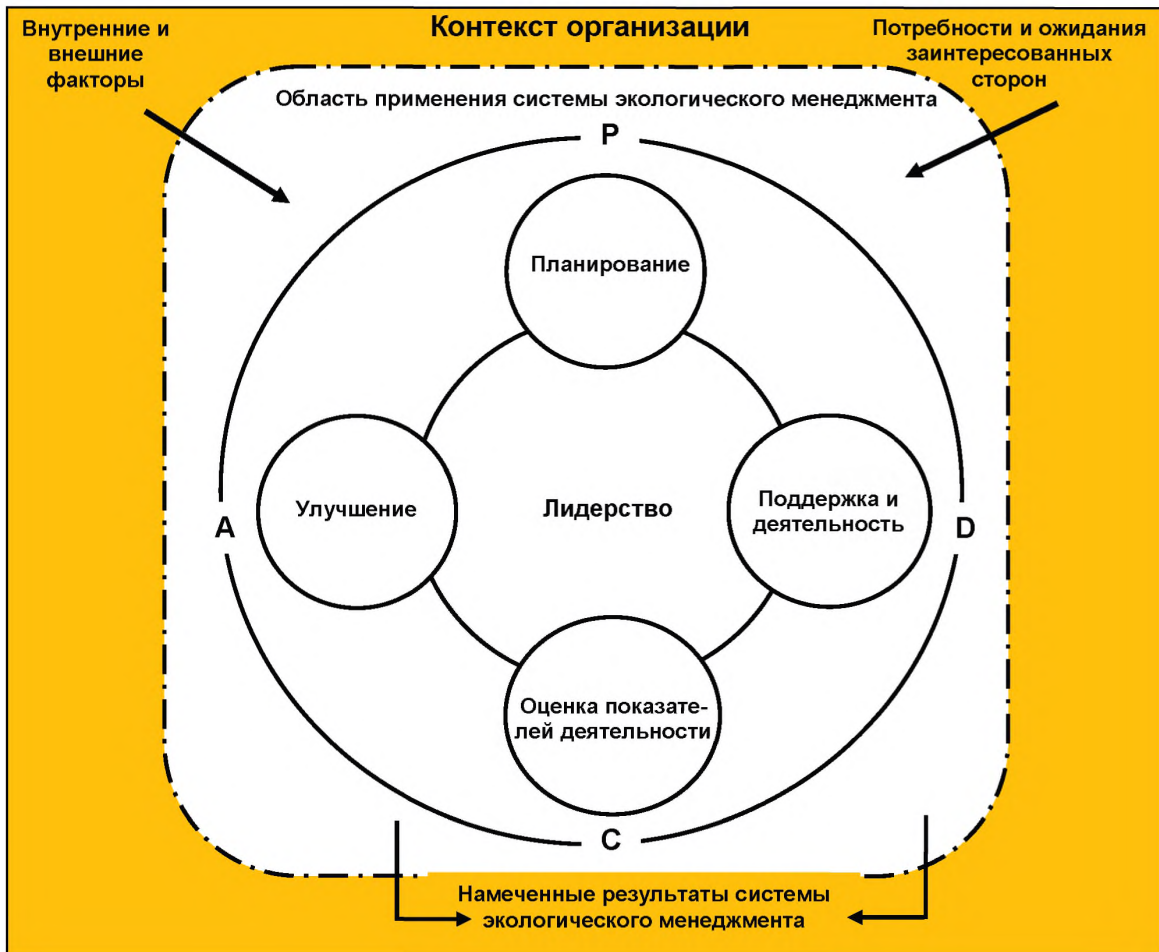 Контекст организации
Внутренние и
внешние
факторы
Потребности и ожидания
заинтересованных
сторон
Область применения системы экологического менеджмента
P
Планирование
Улучшение
Лидерство
Поддержка и
деятельность
A
D
Оценка показате-
лей деятельности
C
Намеченные результаты системы
экологического менеджмента